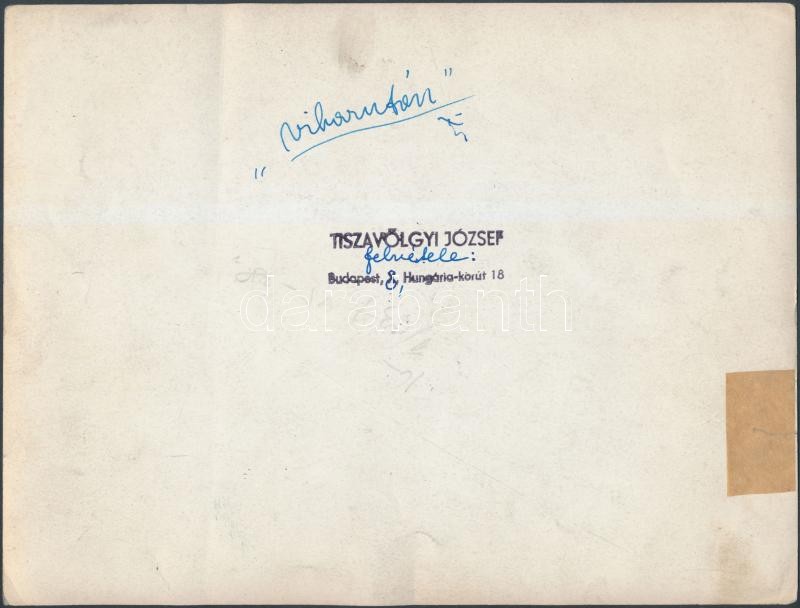 „viharután"
TISZAVÖLGYI JÓZSEF
felvétele:
Budapest, Hungária-körút 18
darabanth